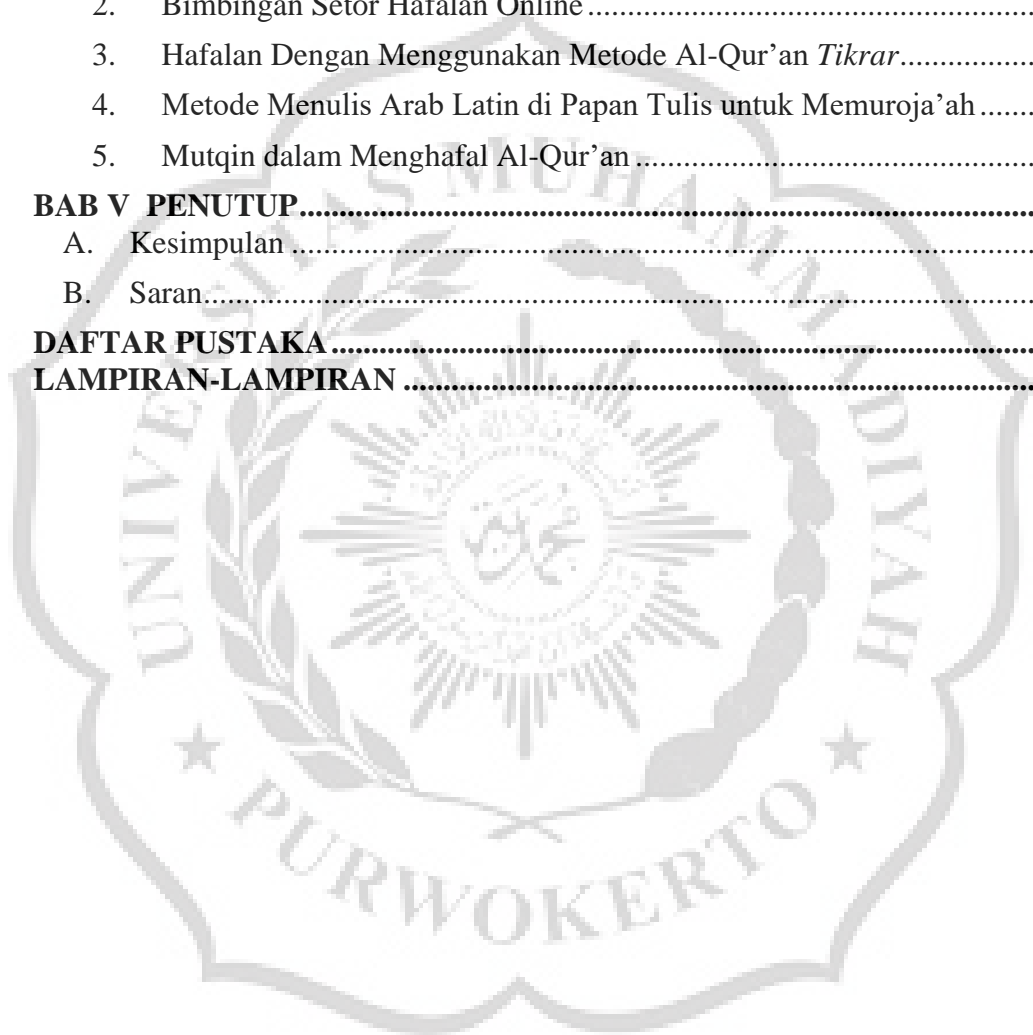 2. Bimbingan Setor Hafalan Online........................................................
3. Hafalan Dengan Menggunakan Metode Al-Qur’an Tikrar.................
4. Metode Menulis Arab Latin di Papan Tulis untuk Memuroja’ah.......
5. Mutqin dalam Menghafal Al-Qur’an..................................................
BAB V PENUTUP..........................................................................................
A. Kesimpulan..............................................................................................
B. Saran.........................................................................................................
DAFTAR PUSTAKA.....................................................................................
LAMPIRAN-LAMPIRAN............................................................................
UNIVERSITAS MUHAMMADIYAH
PURWOKERTO